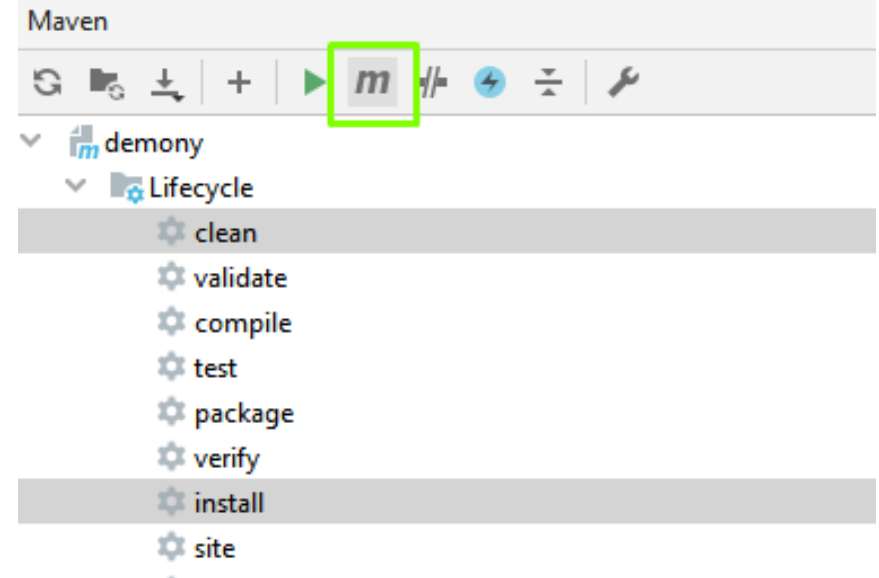 Maven
m
demony
Lifecycle
clean
validate
compile
test
package
verify
install
site